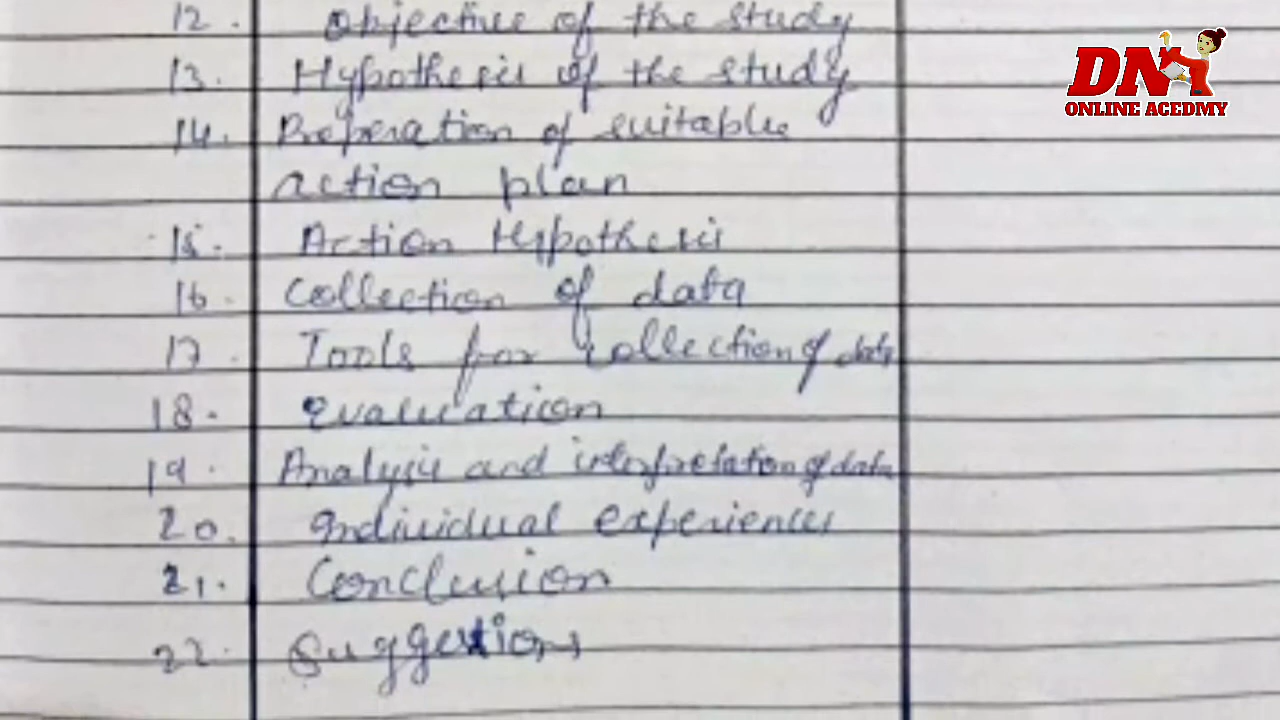 12. Objective of the study
13. Hypothesis of the study
14. Preperation of suitable
action plan
15. Action Hypothesis
16. Collection of data
17. Tools for collection of data
18. Evaluation
19. Analysis and interpretation of data
20. Individual experiences
21. Conclusion
22. Suggestions
DNA
ONLINE ACEDMY